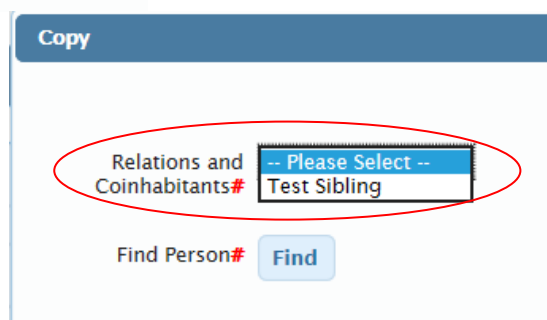 Copy
Relations and
Coinhabitants#
-- Please Select --
Test Sibling
Find Person#
Find